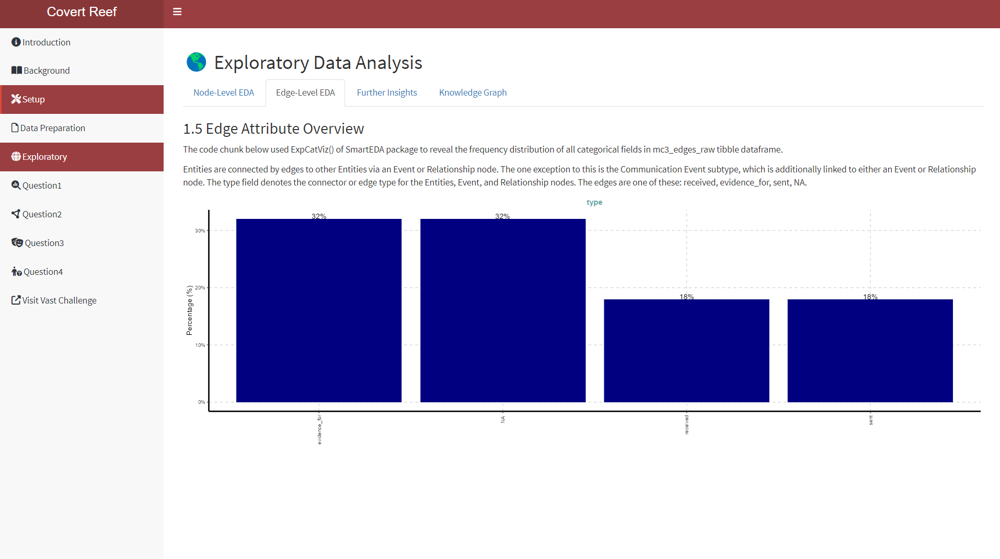 Covert Reef
Introduction
Background
Setup
Data Preparation
Exploratory
Question1
Question2
Question3
Question4
Visit Vast Challenge
Exploratory Data Analysis
Node-Level EDA
Edge-Level EDA
Further Insights
Knowledge Graph
1.5 Edge Attribute Overview
The code chunk below used ExpCatViz() of SmartEDA package to reveal the frequency distribution of all categorical fields in mc3_edges_raw tibble dataframe.
Entities are connected by edges to other Entities via an Event or Relationship node. The one exception to this is the Communication Event subtype, which is additionally linked to either an Event or Relationship
node. The type field denotes the connector or edge type for the Entities, Event, and Relationship nodes. The edges are one of these: received, evidence_for, sent, NA.
type
32%
32%
18%
18%
30%
20%
10%
0%
Percentage (%)
evidence_for
NA
received
sent